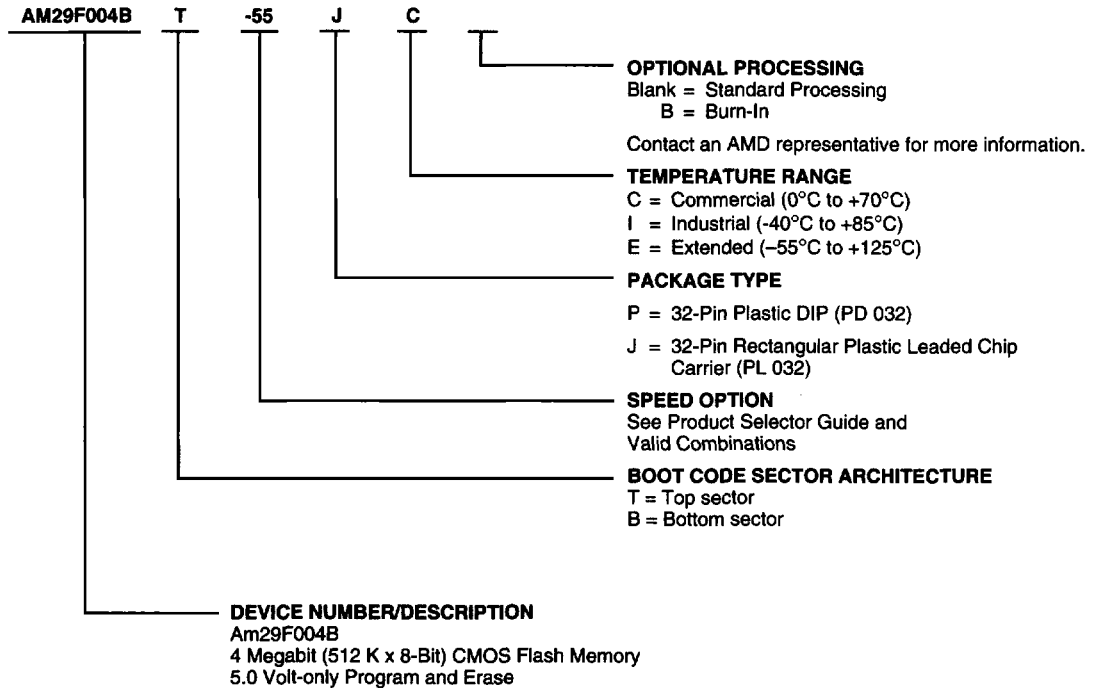 AM29F004B T -55 J C
OPTIONAL PROCESSING
Blank = Standard Processing
B = Burn-In
Contact an AMD representative for more information.
TEMPERATURE RANGE
C = Commercial (0°C to +70°C)
I = Industrial (-40°C to +85°C)
E = Extended (–55°C to +125°C)
PACKAGE TYPE
P = 32-Pin Plastic DIP (PD 032)
J = 32-Pin Rectangular Plastic Leaded Chip
Carrier (PL 032)
SPEED OPTION
See Product Selector Guide and
Valid Combinations
BOOT CODE SECTOR ARCHITECTURE
T = Top sector
B = Bottom sector
DEVICE NUMBER/DESCRIPTION
Am29F004B
4 Megabit (512 K x 8-Bit) CMOS Flash Memory
5.0 Volt-only Program and Erase